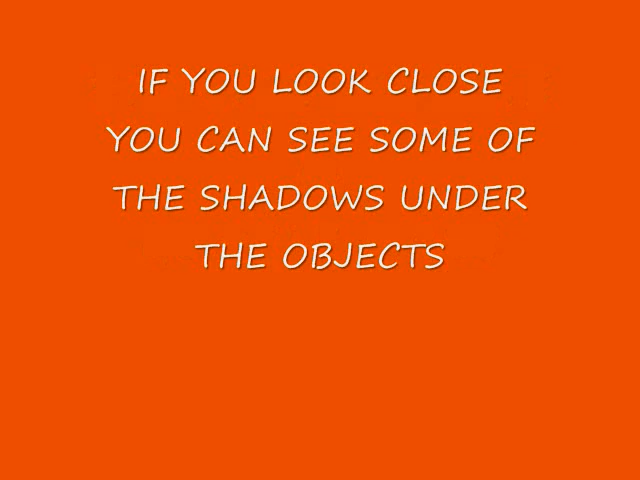 IF YOU LOOK CLOSE
YOU CAN SEE SOME OF
THE SHADOWS UNDER
THE OBJECTS